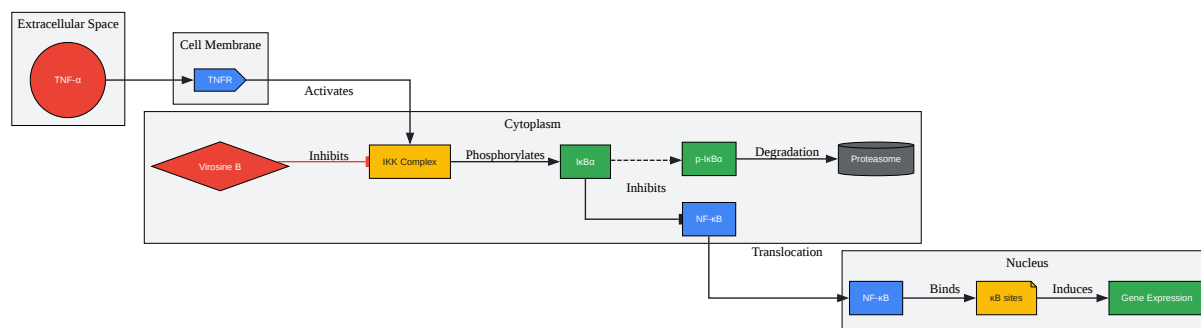 Extracellular Space
TNF-α
Cell Membrane
TNFR
Activates
Cytoplasm
Virosine B
Inhibits
IKK Complex
Phosphorylates
IκBα
p-IκBα
Degradation
Proteasome
Inhibits
NF-κB
Translocation
Nucleus
NF-κB
Binds
κB sites
Induces
Gene Expression